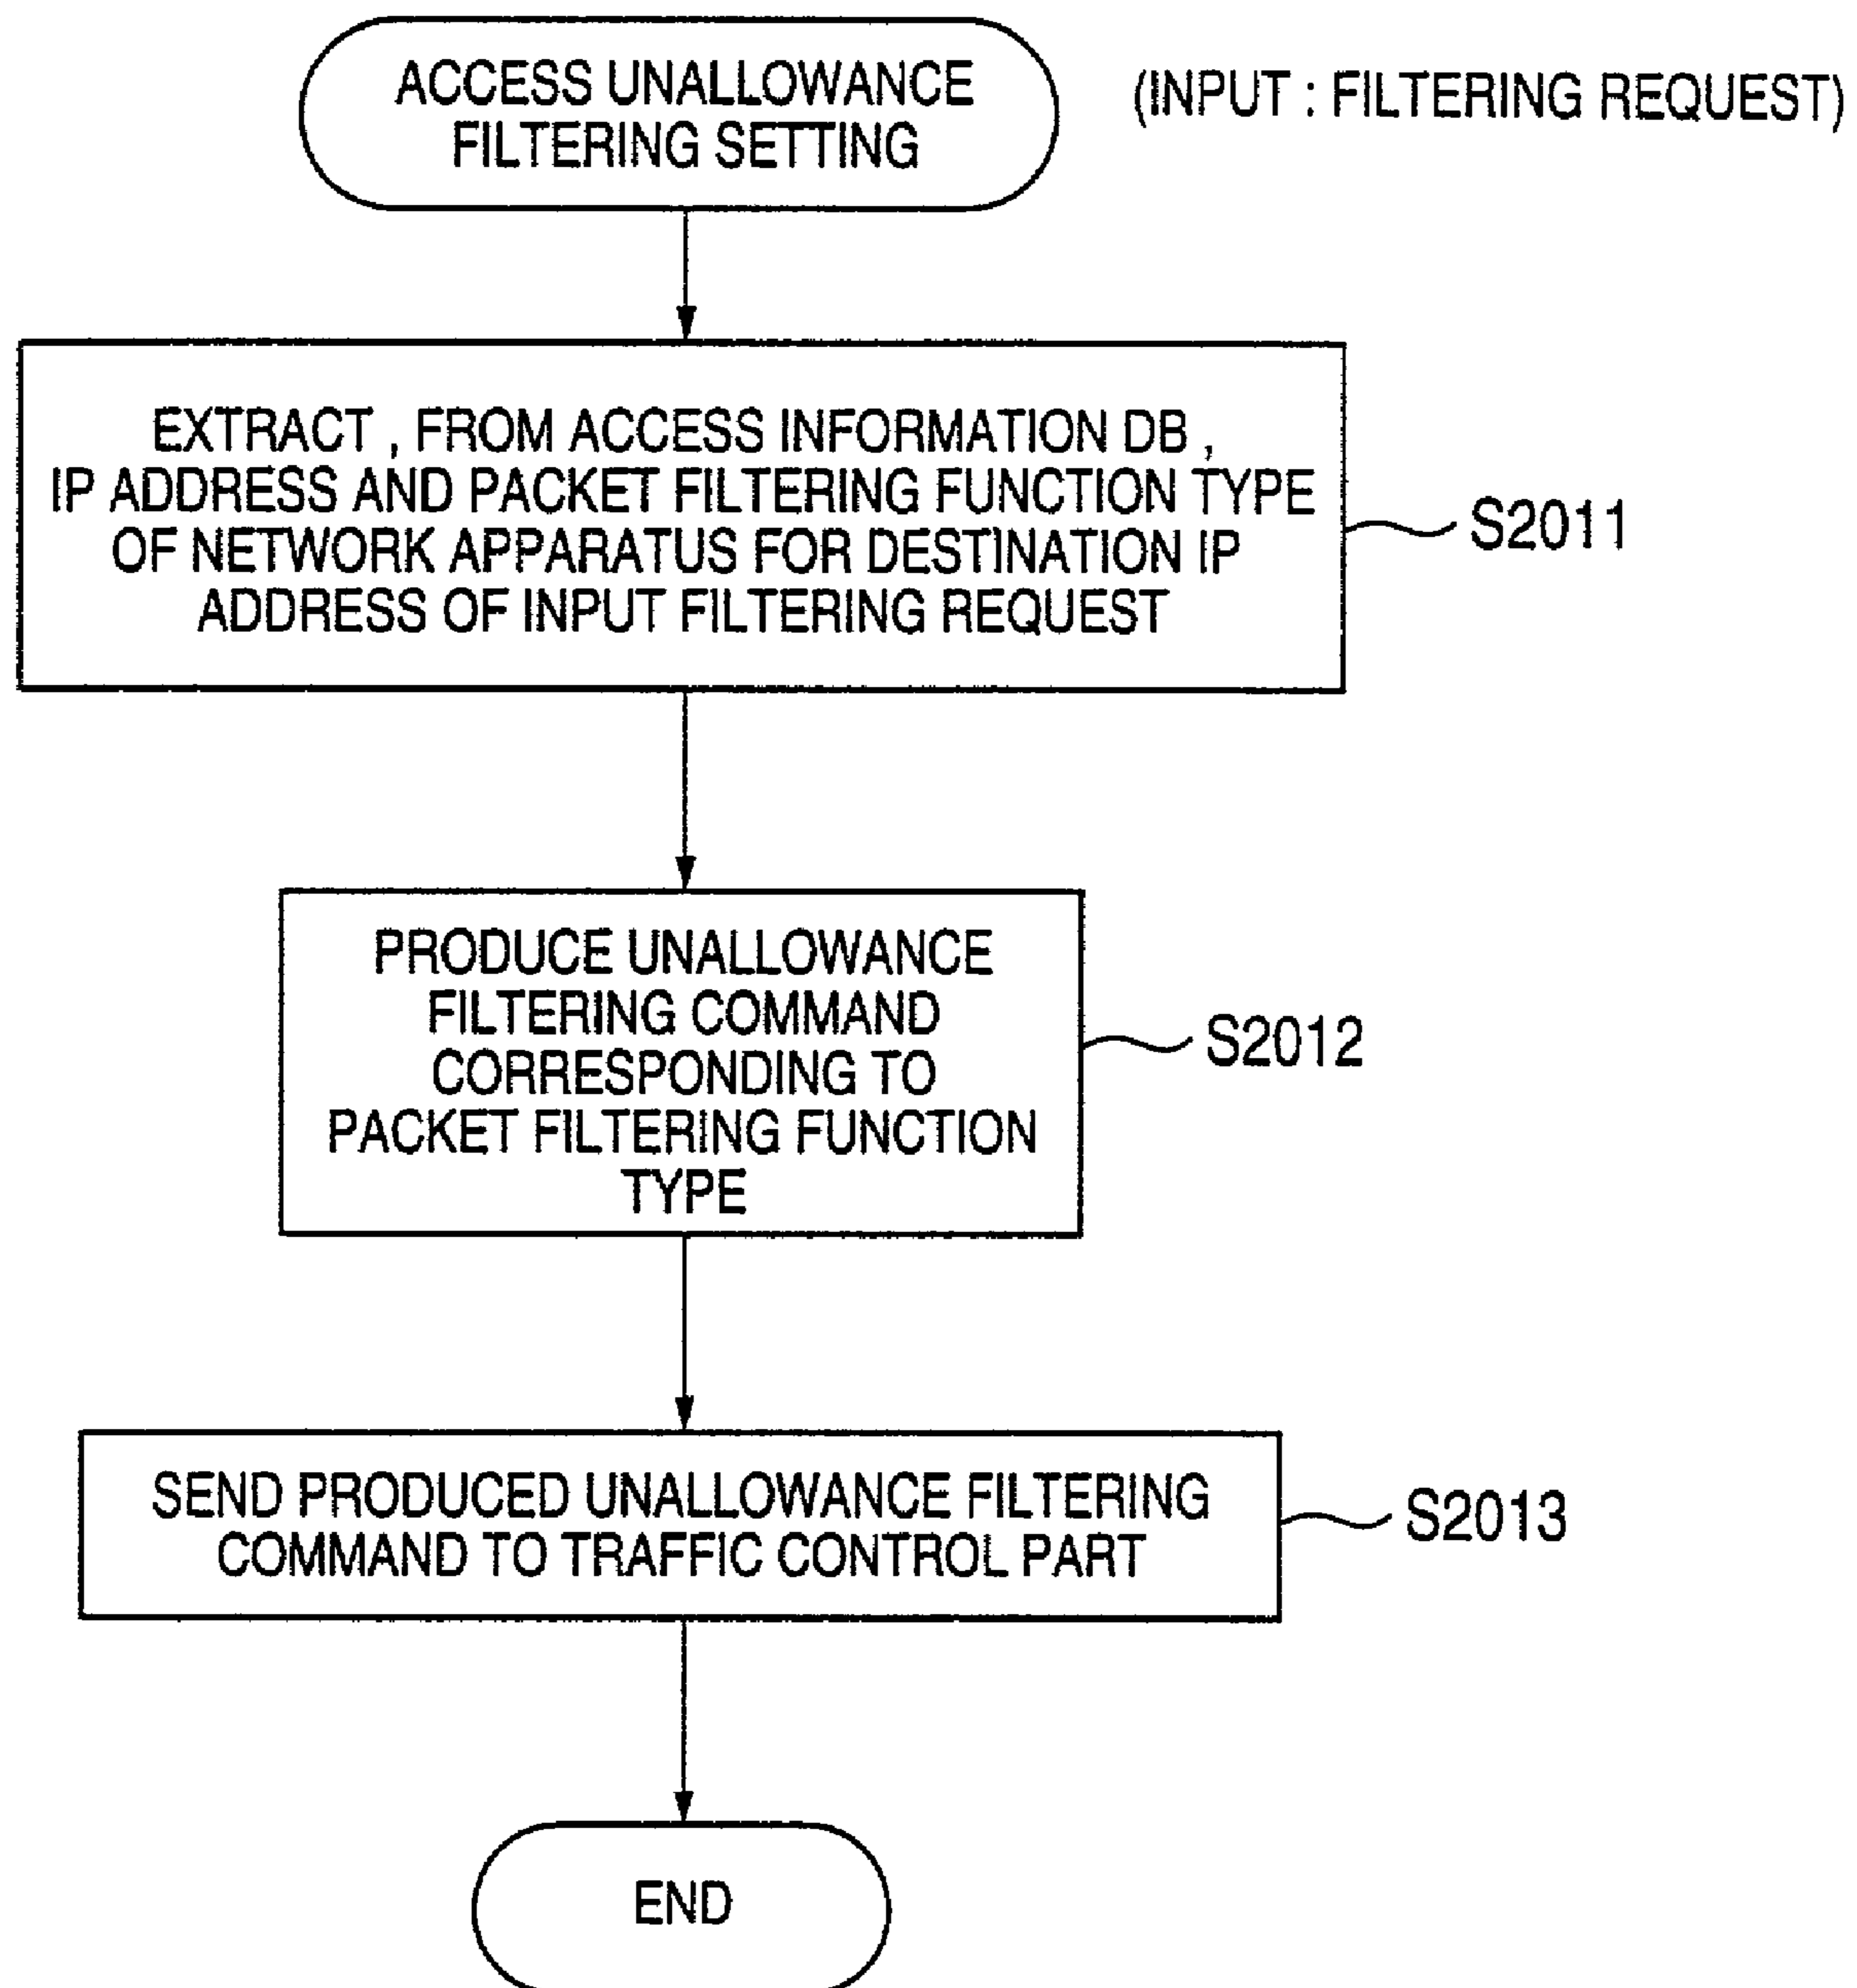 ACCESS UNALLOWANCE
FILTERING SETTING
(INPUT : FILTERING REQUEST)
EXTRACT , FROM ACCESS INFORMATION DB ,
IP ADDRESS AND PACKET FILTERING FUNCTION TYPE
OF NETWORK APPARATUS FOR DESTINATION IP
ADDRESS OF INPUT FILTERING REQUEST
S2011
PRODUCE UNALLOWANCE
FILTERING COMMAND
CORRESPONDING TO
PACKET FILTERING FUNCTION
TYPE
S2012
SEND PRODUCED UNALLOWANCE FILTERING
COMMAND TO TRAFFIC CONTROL PART
S2013
END